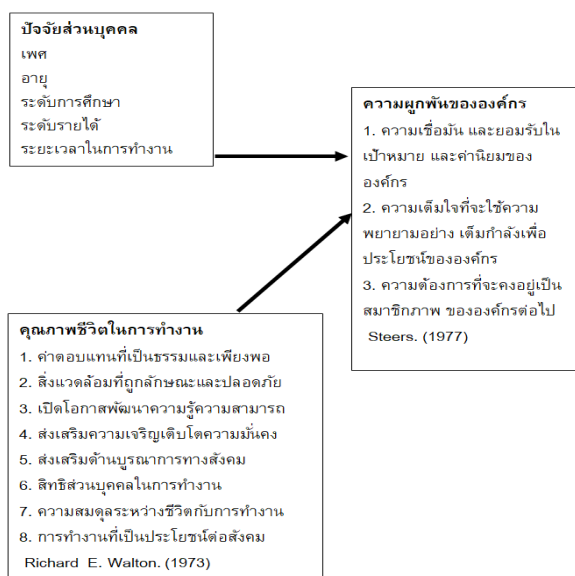 ปัจจัยส่วนบุคคล
เพศ
อายุ
ระดับการศึกษา
ระดับรายได้
ระยะเวลาในการทำงาน
ความผูกพันขององค์กร
1. ความเชื่อมัน และยอมรับใน
เป้าหมาย และค่านิยมของ
องค์กร
2. ความเต็มใจที่จะใช้ความ
พยายามอย่าง เต็มกำลังเพื่อ
ประโยชน์ขององค์กร
3. ความต้องการที่จะคงอยู่เป็น
สมาชิกภาพ ขององค์กรต่อไป
Steers. (1977)
คุณภาพชีวิตในการทำงาน
1. ค่าตอบแทนที่เป็นธรรมและเพียงพอ
2. สิ่งแวดล้อมที่ถูกลักษณะและปลอดภัย
3. เปิดโอกาสพัฒนาความรู้ความสามารถ
4. ส่งเสริมความเจริญเติบโตความมั่นคง
5. ส่งเสริมด้านบูรณาการทางสังคม
6. สิทธิส่วนบุคคลในการทำงาน
7. ความสมดุลระหว่างชีวิตกับการทำงาน
8. การทำงานที่เป็นประโยชน์ต่อสังคม
Richard E. Walton. (1973)